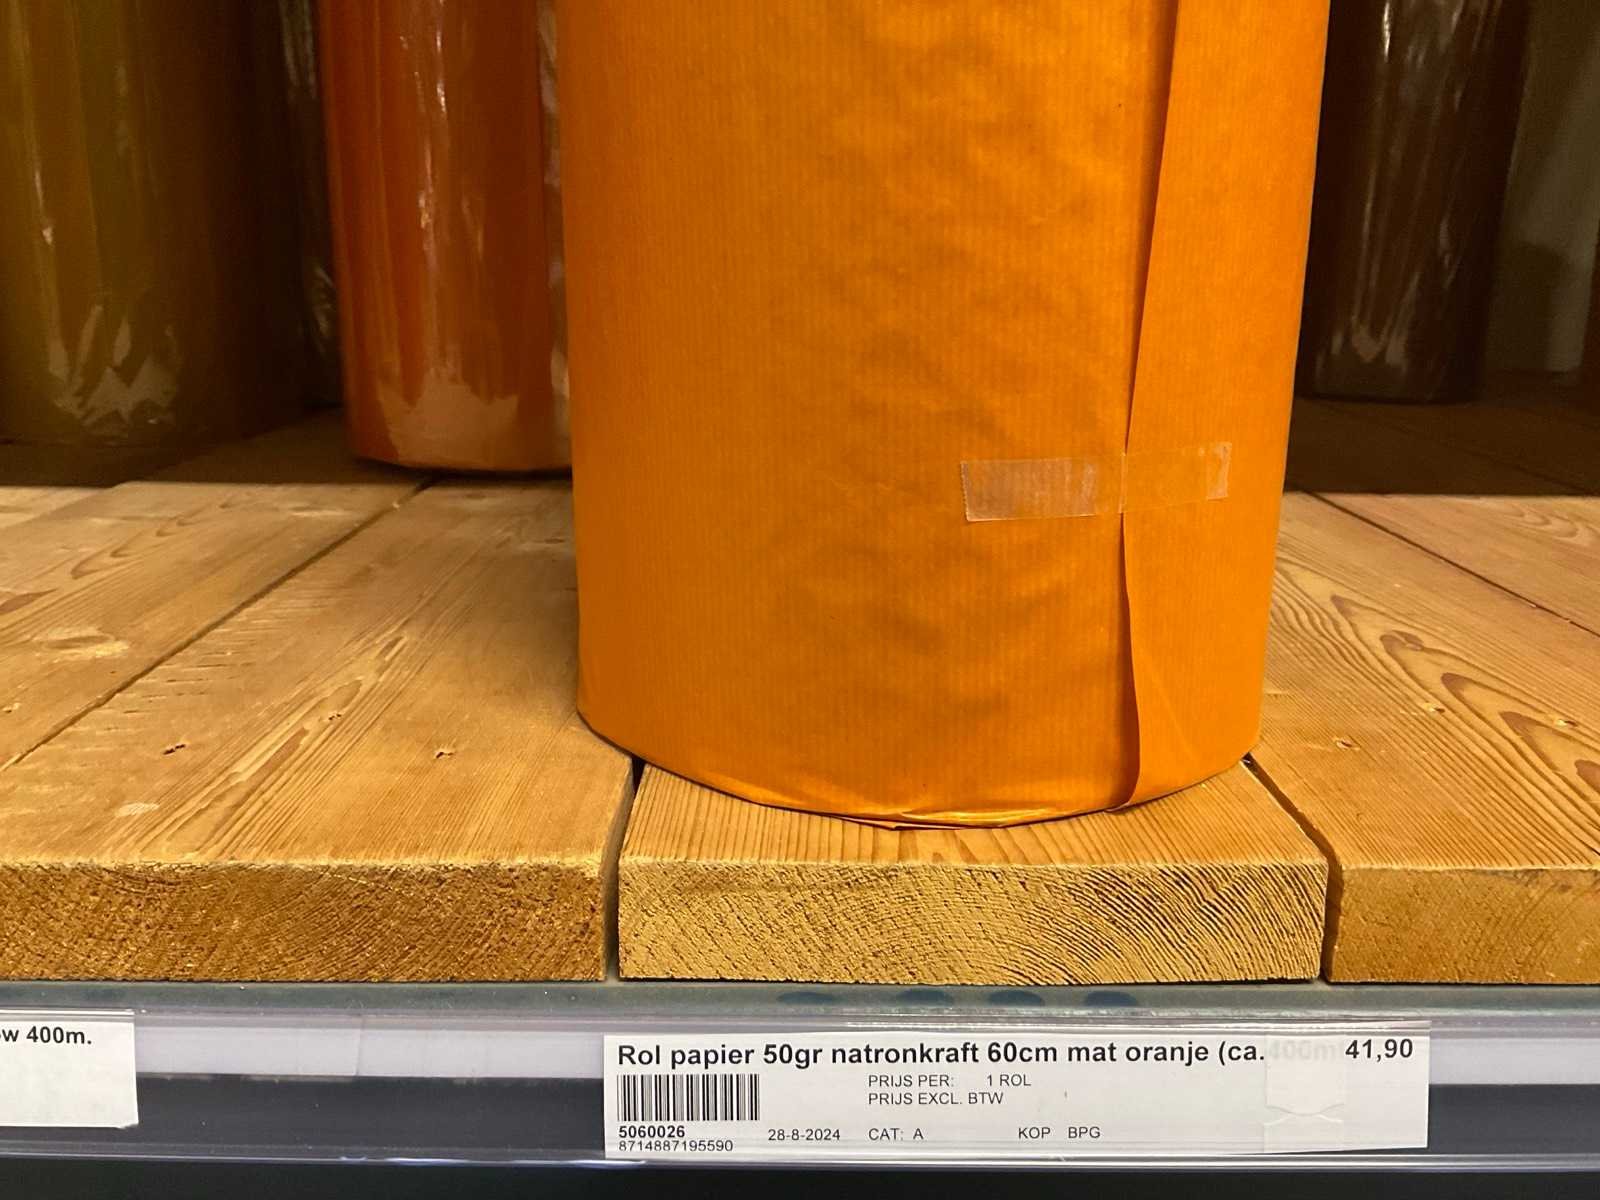 w 400m.
Rol papier 50gr natronkraft 60cm mat oranje (ca. 400m 41,90
PRIJS PER: 1 ROL
PRIJS EXCL. BTW
5060026
28-8-2024 CAT: A KOP BPG
8714887195590